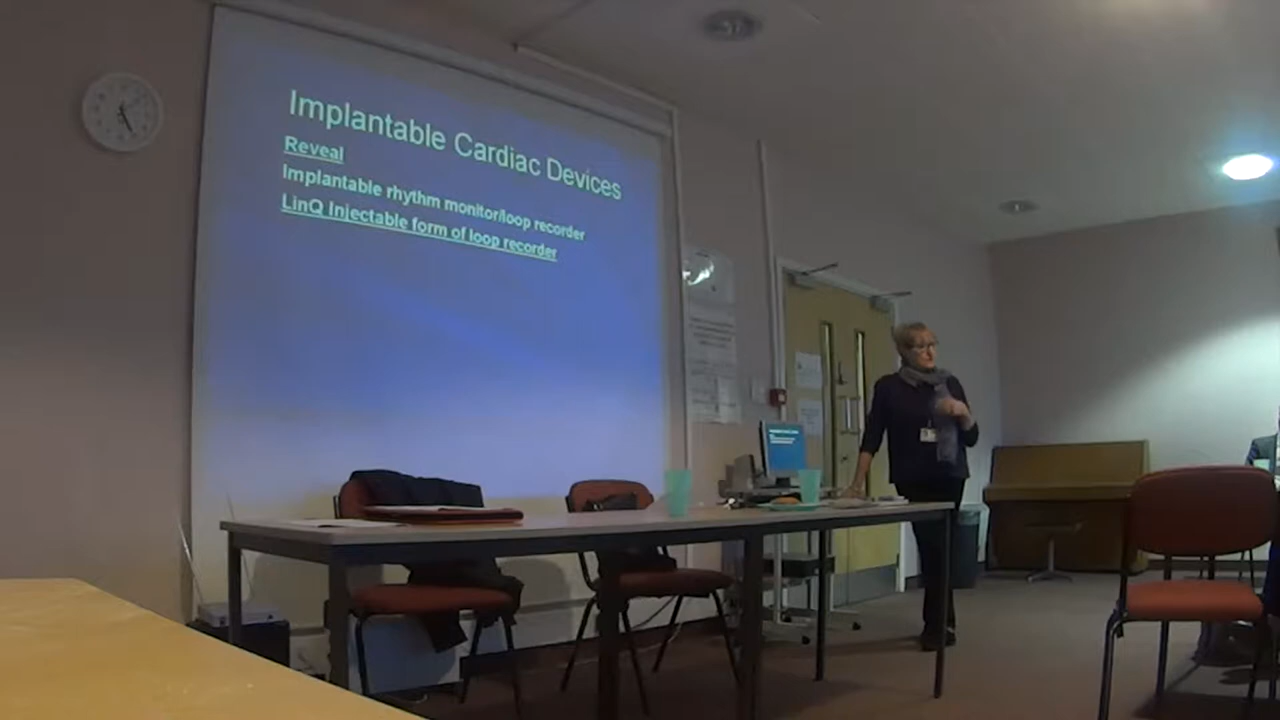 Implantable Cardiac Devices
Reveal
Implantable rhythm monitor/loop recorder
LinQ Injectable form of loop recorder